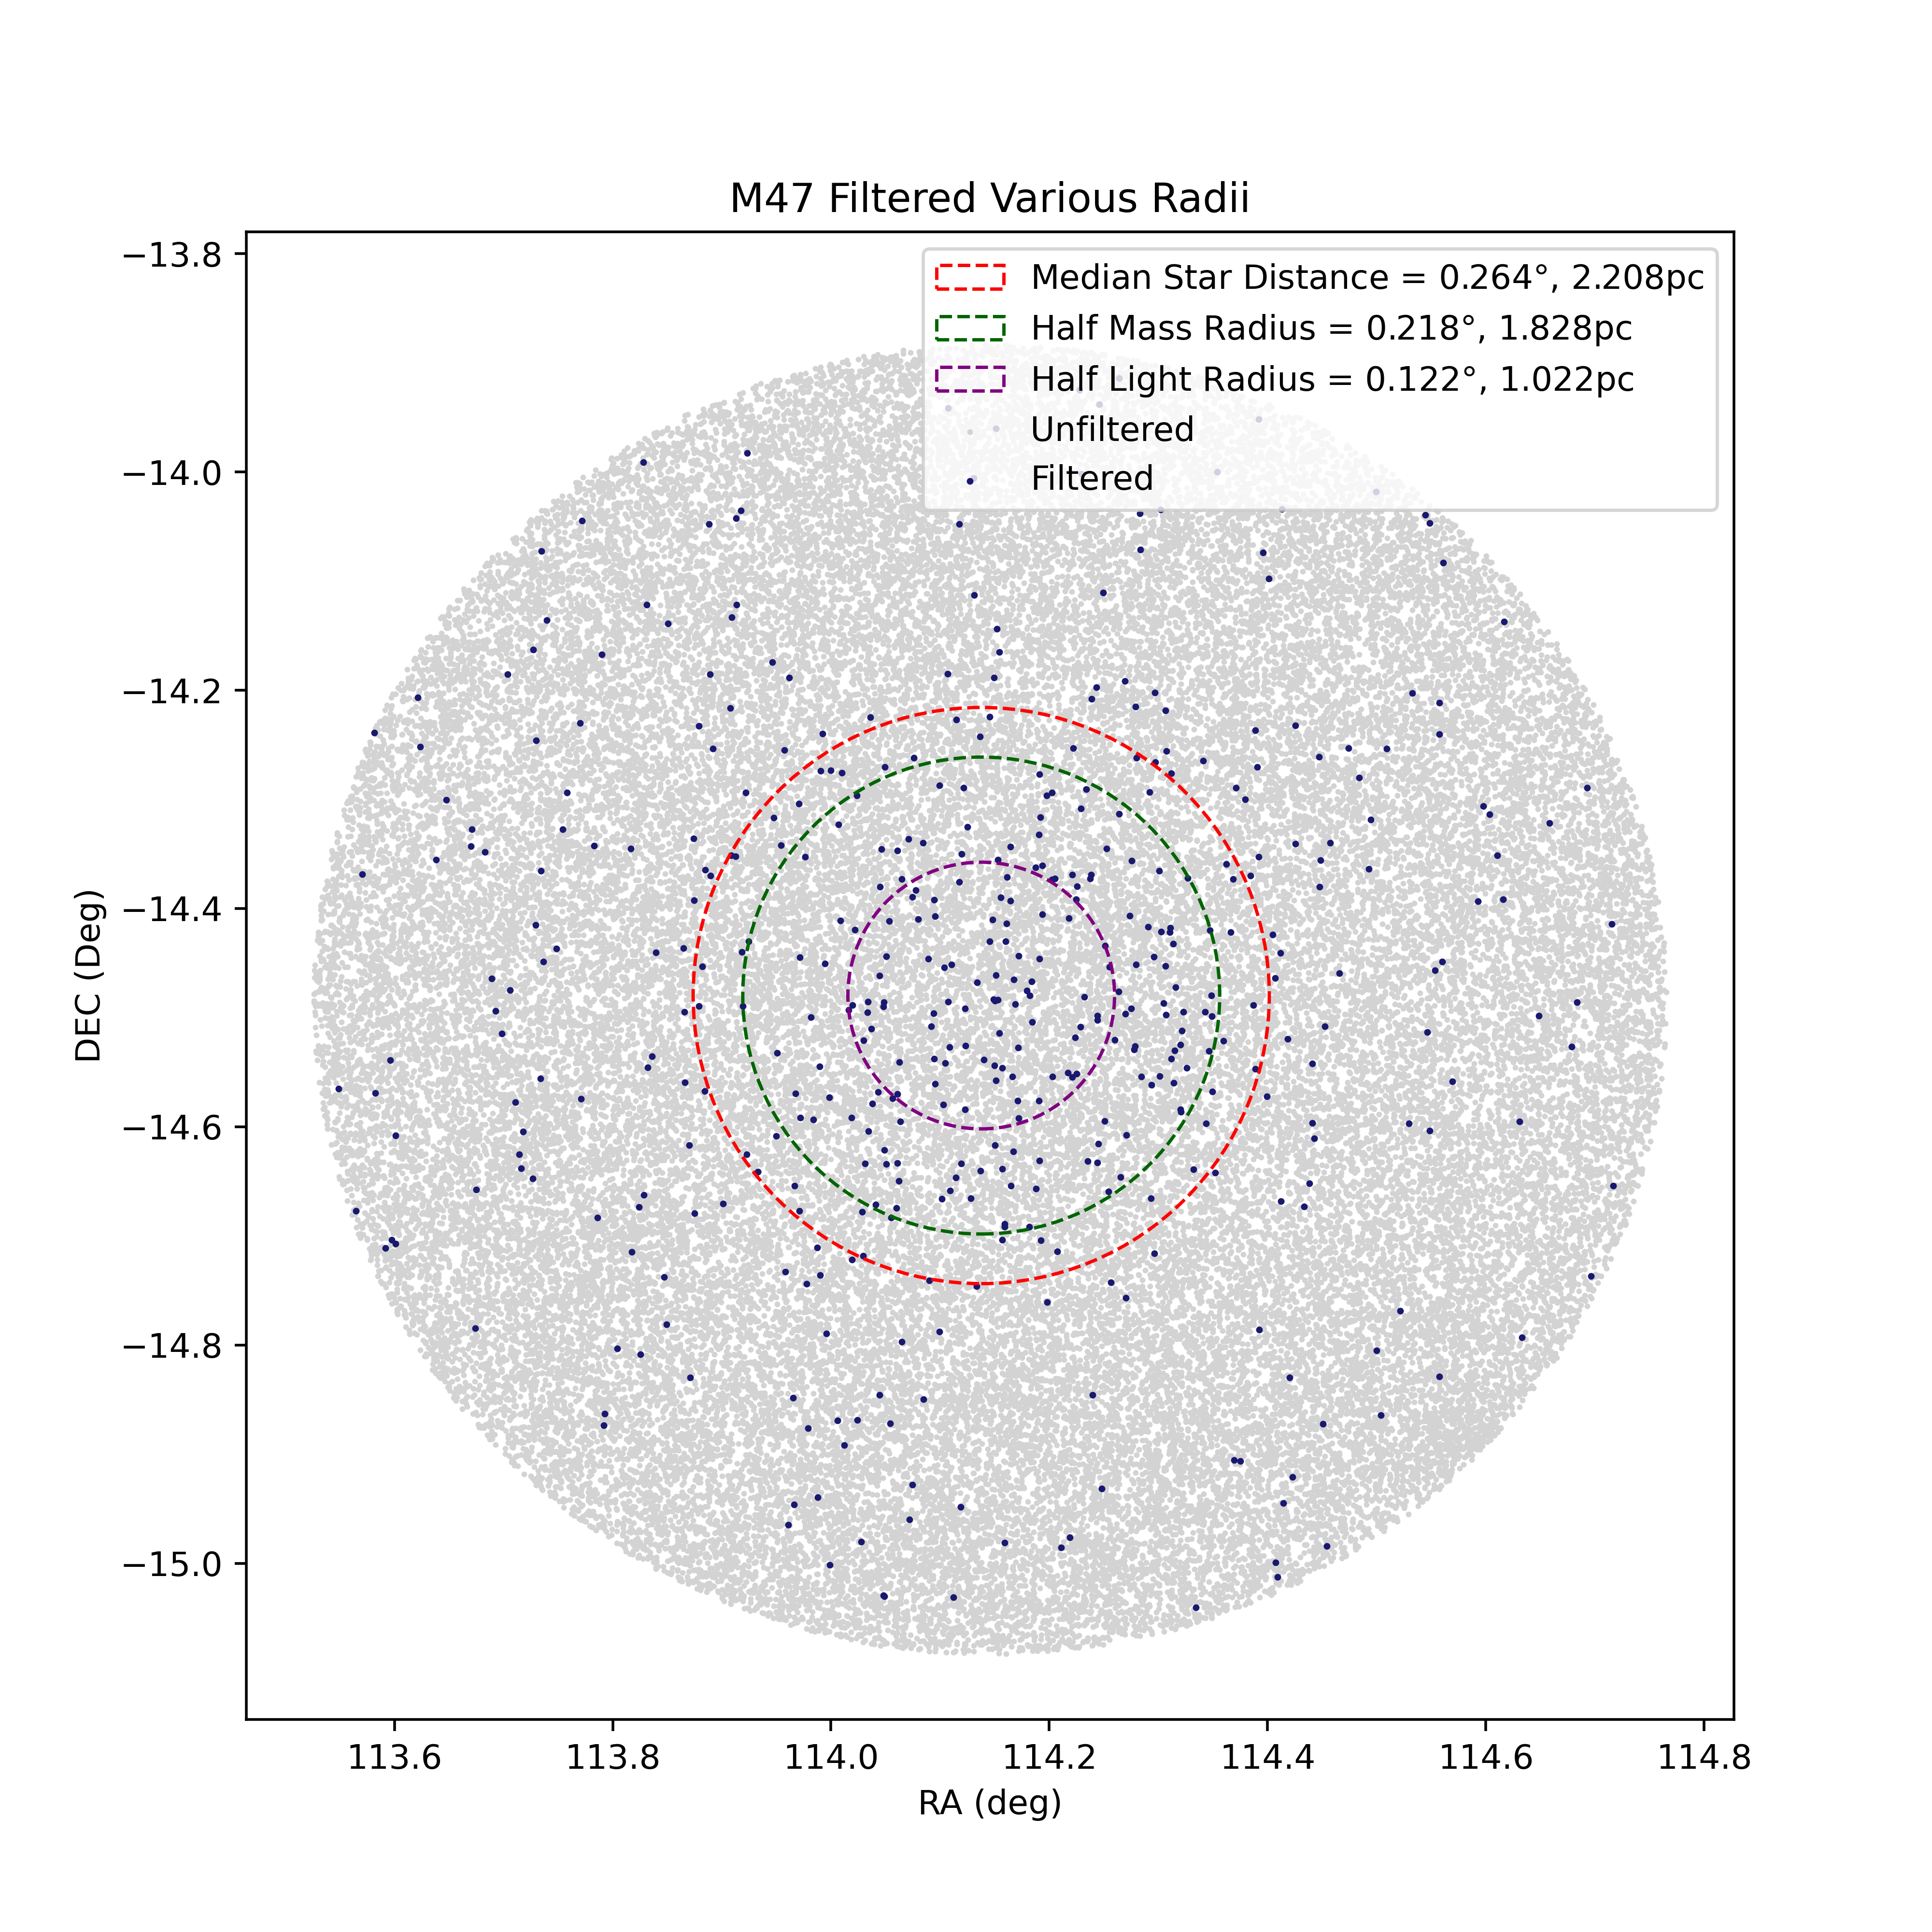 M47 Filtered Various Radii
Median Star Distance = 0.264°, 2.208pc
Half Mass Radius = 0.218°, 1.828pc
Half Light Radius = 0.122°, 1.022pc
Unfiltered
Filtered
−13.8
−14.0
−14.2
−14.4
−14.6
−14.8
−15.0
DEC (Deg)
113.6 113.8 114.0 114.2 114.4 114.6 114.8
RA (deg)